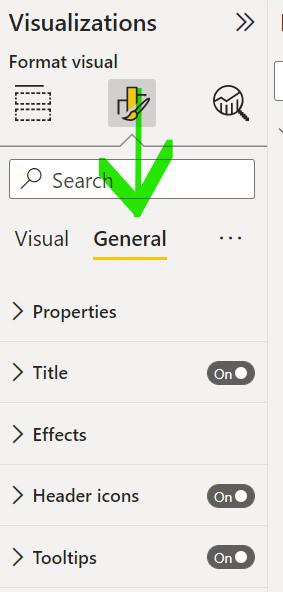 Visualizations
Format visual
Search
Visual General
Properties
Title On
Effects
Header icons On
Tooltips On